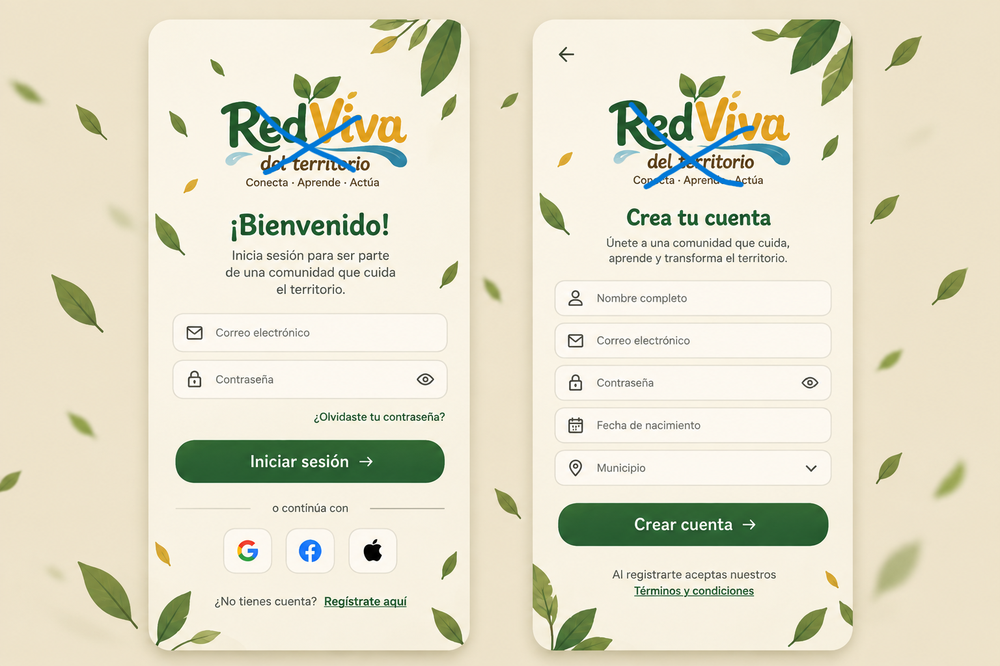 RedViva
del territorio
Conecta · Aprende · Actúa
¡Bienvenido!
Inicia sesión para ser parte
de una comunidad que cuida
el territorio.
Correo electrónico
Contraseña
¿Olvidaste tu contraseña?
Iniciar sesión →
o contínúa con
¿No tienes cuenta? Regístrate aquí
RedViva
del territorio
Conecta · Aprende · Actúa
Crea tu cuenta
Únete a una comunidad que cuida,
aprende y transforma el territorio.
Nombre completo
Correo electrónico
Contraseña
Fecha de nacimiento
Municipio
Crear cuenta →
Al registrarte aceptas nuestros
Términos y condiciones